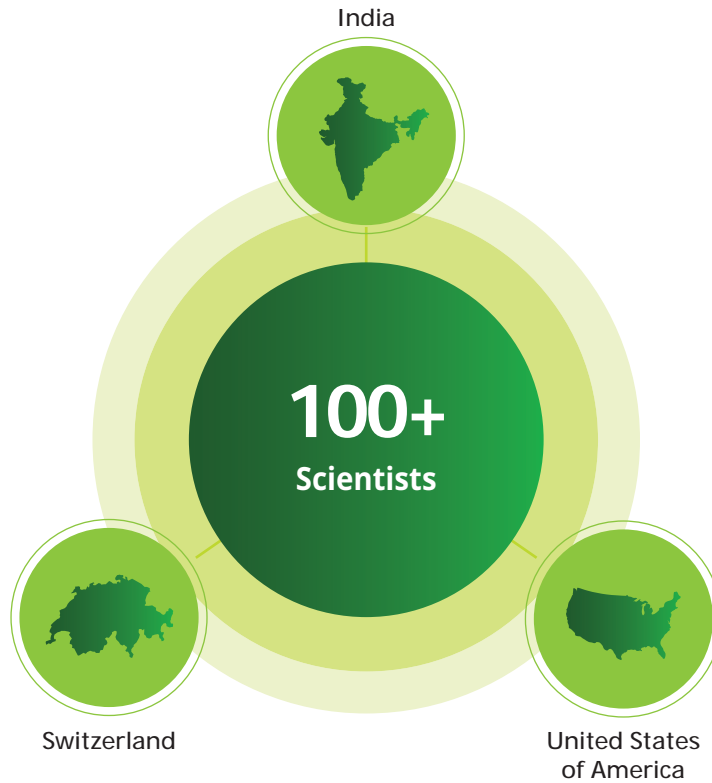 India
100+
Scientists
Switzerland
United States
of America